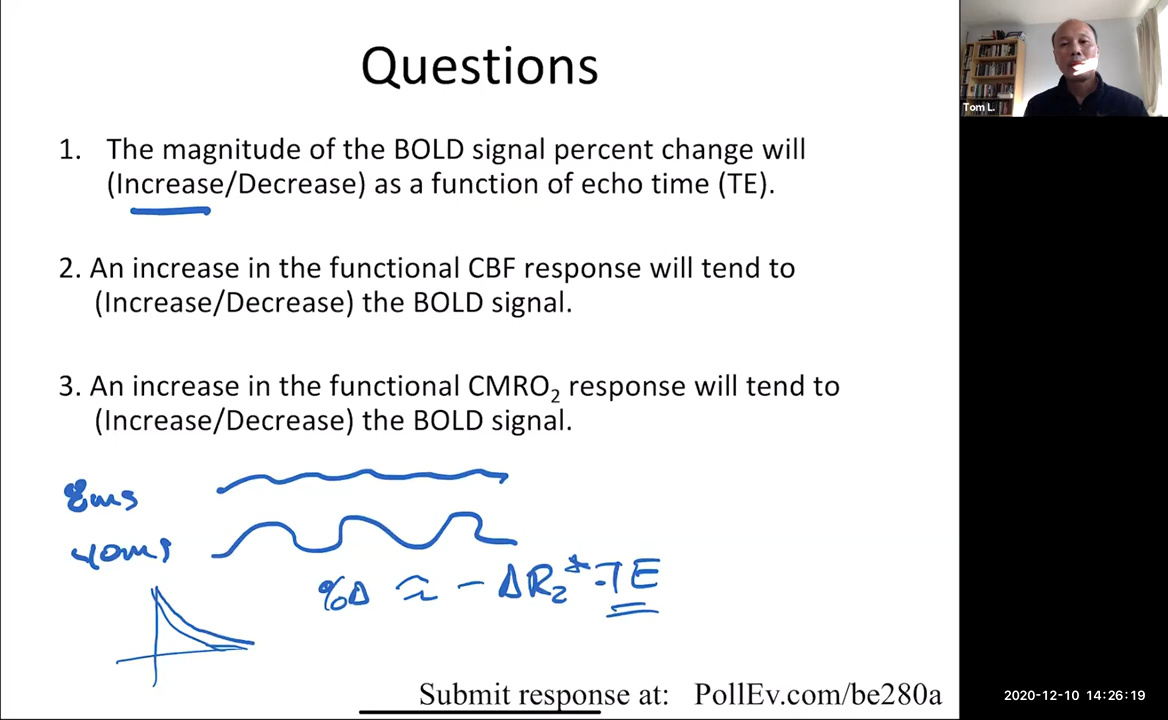 Questions
1. The magnitude of the BOLD signal percent change will
(Increase/Decrease) as a function of echo time (TE).
2. An increase in the functional CBF response will tend to
(Increase/Decrease) the BOLD signal.
3. An increase in the functional CMRO₂ response will tend to
(Increase/Decrease) the BOLD signal.
8ms
40ms
%Δ ≈ - ΔR₂* · TE
Submit response at: PollEv.com/be280a
Tom L.
2020-12-10 14:26:19